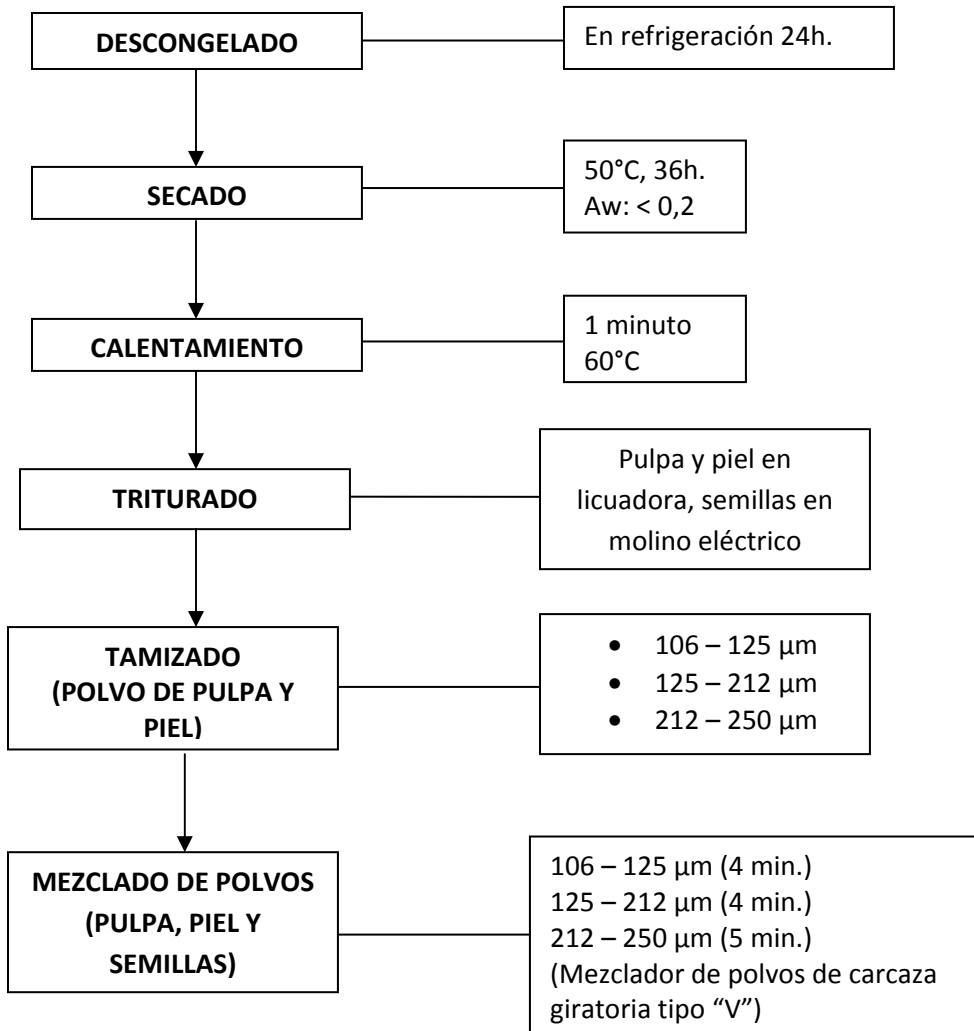 DESCONGELADO
En refrigeración 24h.
SECADO
50°C, 36h.
Aw: < 0,2
CALENTAMIENTO
1 minuto
60°C
TRITURADO
Pulpa y piel en
licuadora, semillas en
molino eléctrico
TAMIZADO
(POLVO DE PULPA Y
PIEL)
• 106 – 125 µm
• 125 – 212 µm
• 212 – 250 µm
MEZCLADO DE POLVOS
(PULPA, PIEL Y
SEMILLAS)
106 – 125 µm (4 min.)
125 – 212 µm (4 min.)
212 – 250 µm (5 min.)
(Mezclador de polvos de carcaza
giratoria tipo “V”)